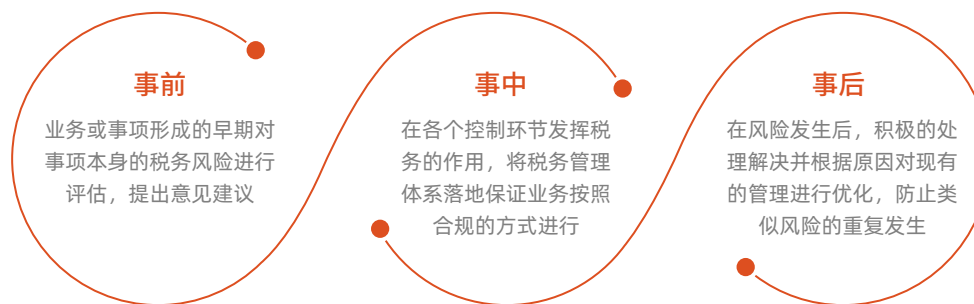 事前
业务或事项形成的早期对
事项本身的税务风险进行
评估，提出意见建议
事中
在各个控制环节发挥税
务的作用，将税务管理
体系落地保证业务按照
合规的方式进行
事后
在风险发生后，积极的处
理解决并根据原因对现有
的管理进行优化，防止类
似风险的重复发生